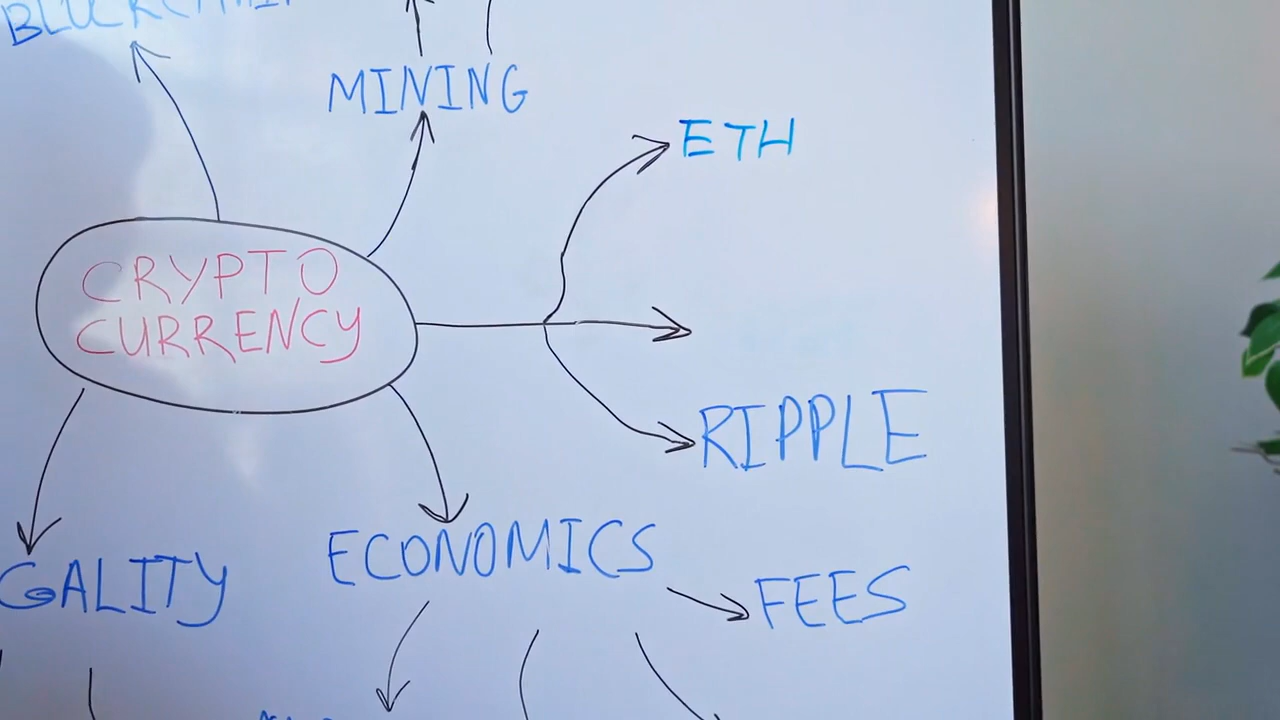 MINING
ETH
CRYPTO
CURRENCY
RIPPLE
ECONOMICS
GALITY
FEES